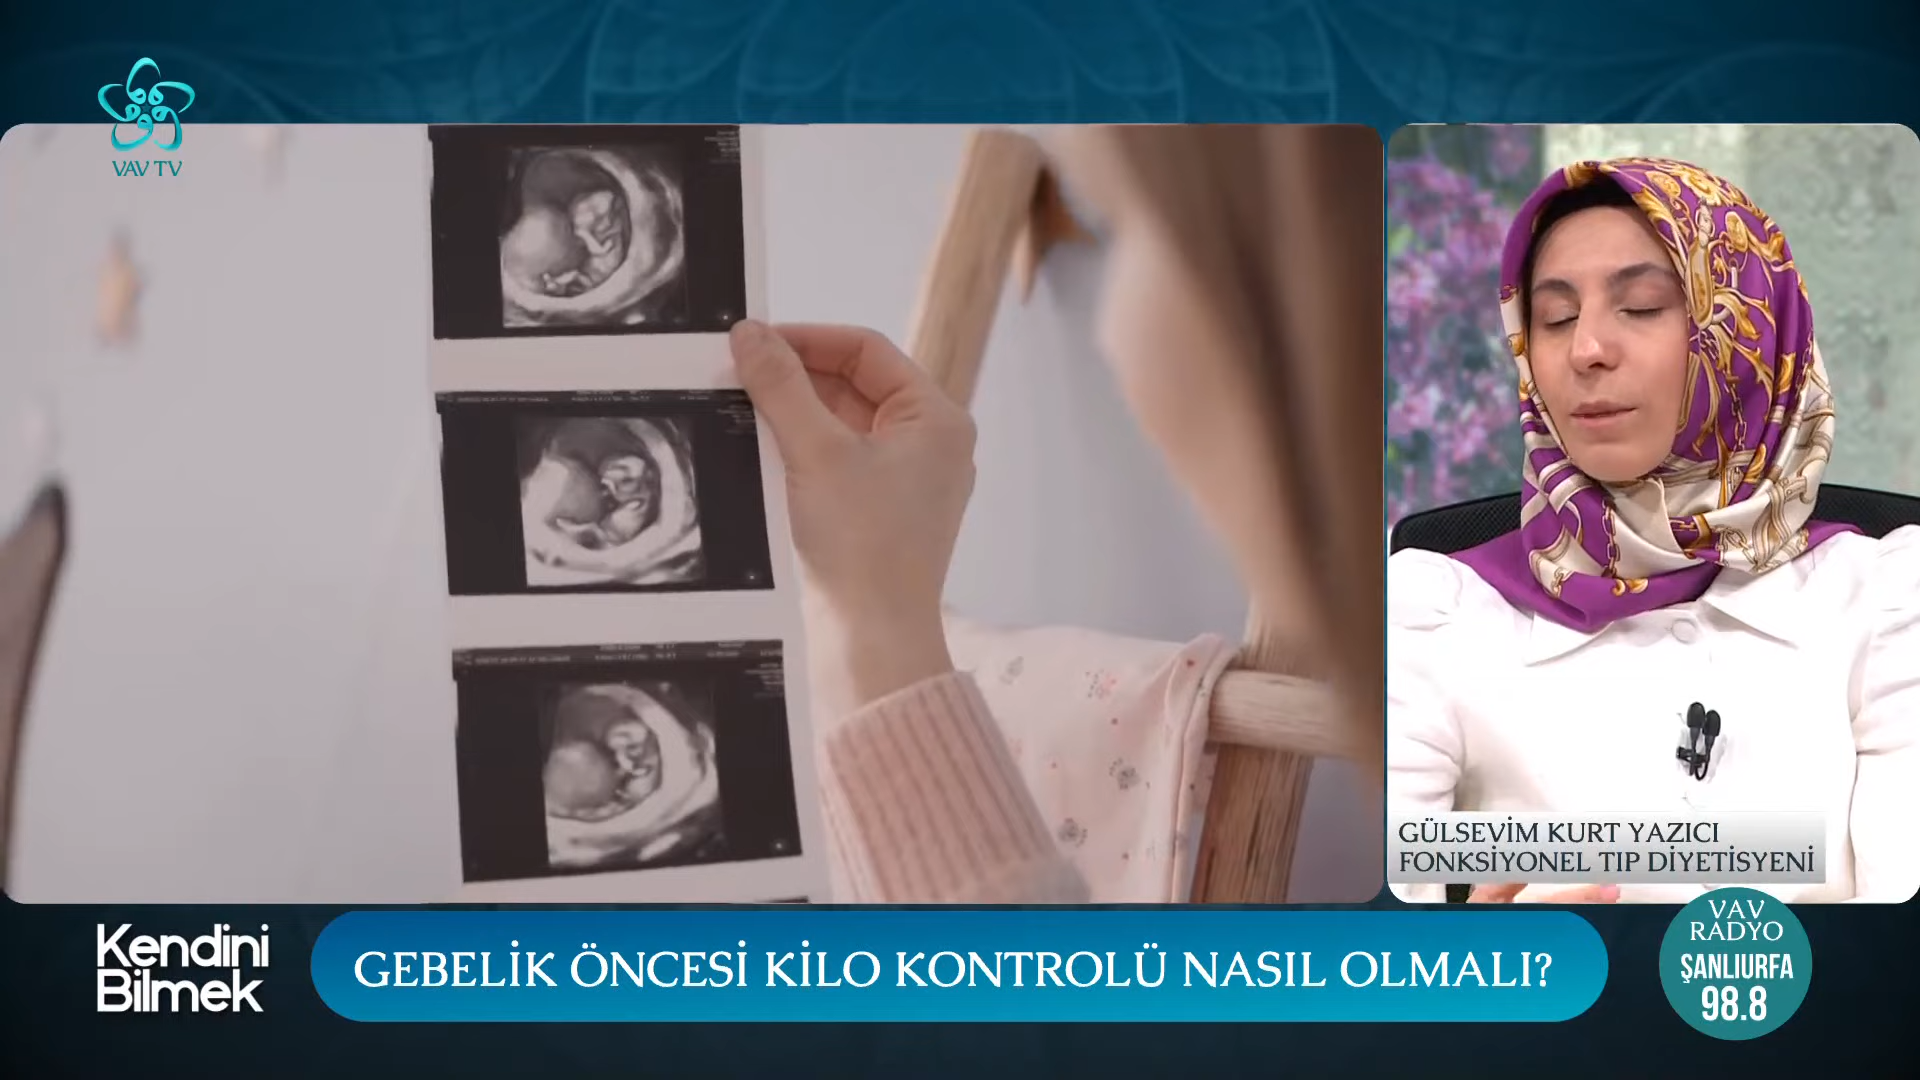 VAV TV
GÜLSEVİM KURT YAZICI
FONKSİYONEL TIP DİYETİSYENİ
Kendini
Bilmek
GEBELİK ÖNCESİ KİLO KONTROLÜ NASIL OLMALI?
VAV
RADYO
ŞANLIURFA
98.8